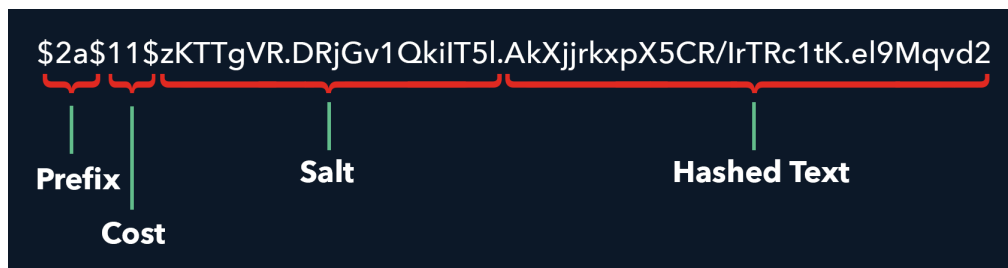 $2a$11$zKTTgVR.DRjGv1QkiIT5l.AkXjjrkxpX5CR/IrTRc1tK.el9Mqvd2
Prefix
Salt
Hashed Text
Cost